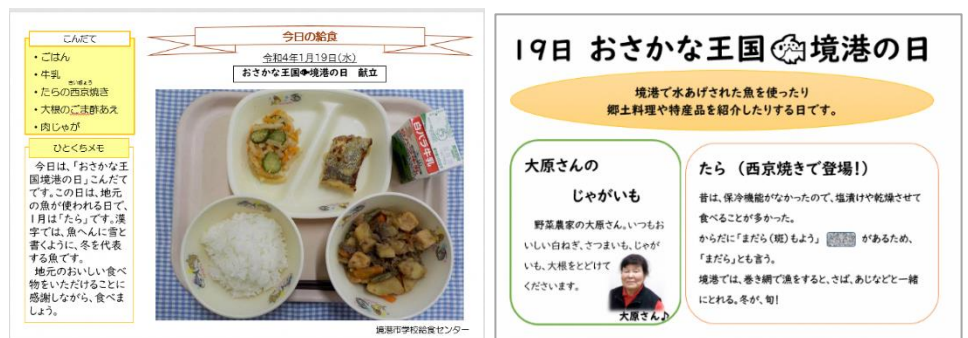 こんだて
・ごはん
・牛乳
さいきょう
・たらの西京焼き
・大根のごま酢あえ
・肉じゃが
ひとくちメモ
今日は、「おさかな王
国境港の日」こんだて
です。この日は、地元
の魚が使われる日で、
1月は「たら」です。漢
字では、魚へんに雪と
書くように、冬を代表
する魚です。
地元のおいしい食べ
物をいただけることに
感謝しながら、食べま
しょう。
今日の給食
令和4年1月19日(水)
おさかな王国境港の日 献立
白バラ牛乳
境港市学校給食センター
19日 おさかな王国境港の日
境港で水あげされた魚を使ったり
郷土料理や特産品を紹介したりする日です。
大原さんの
じゃがいも
野菜農家の大原さん。いつもお
いしい白ねぎ、さつまいも、じゃが
いも、大根をとどけて
くださいます。
大原さん♪
たら (西京焼きで登場!)
昔は、保冷機能がなかったので、塩漬けや乾燥させて
食べることが多かった。
からだに「まだら(斑)もよう」 があるため、
「まだら」とも言う。
境港では、巻き網で漁をすると、さば、あじなどと一緒
にとれる。冬が、旬!